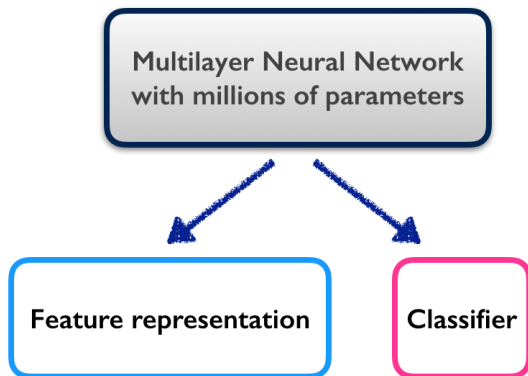 Multilayer Neural Network
with millions of parameters
Feature representation
Classifier